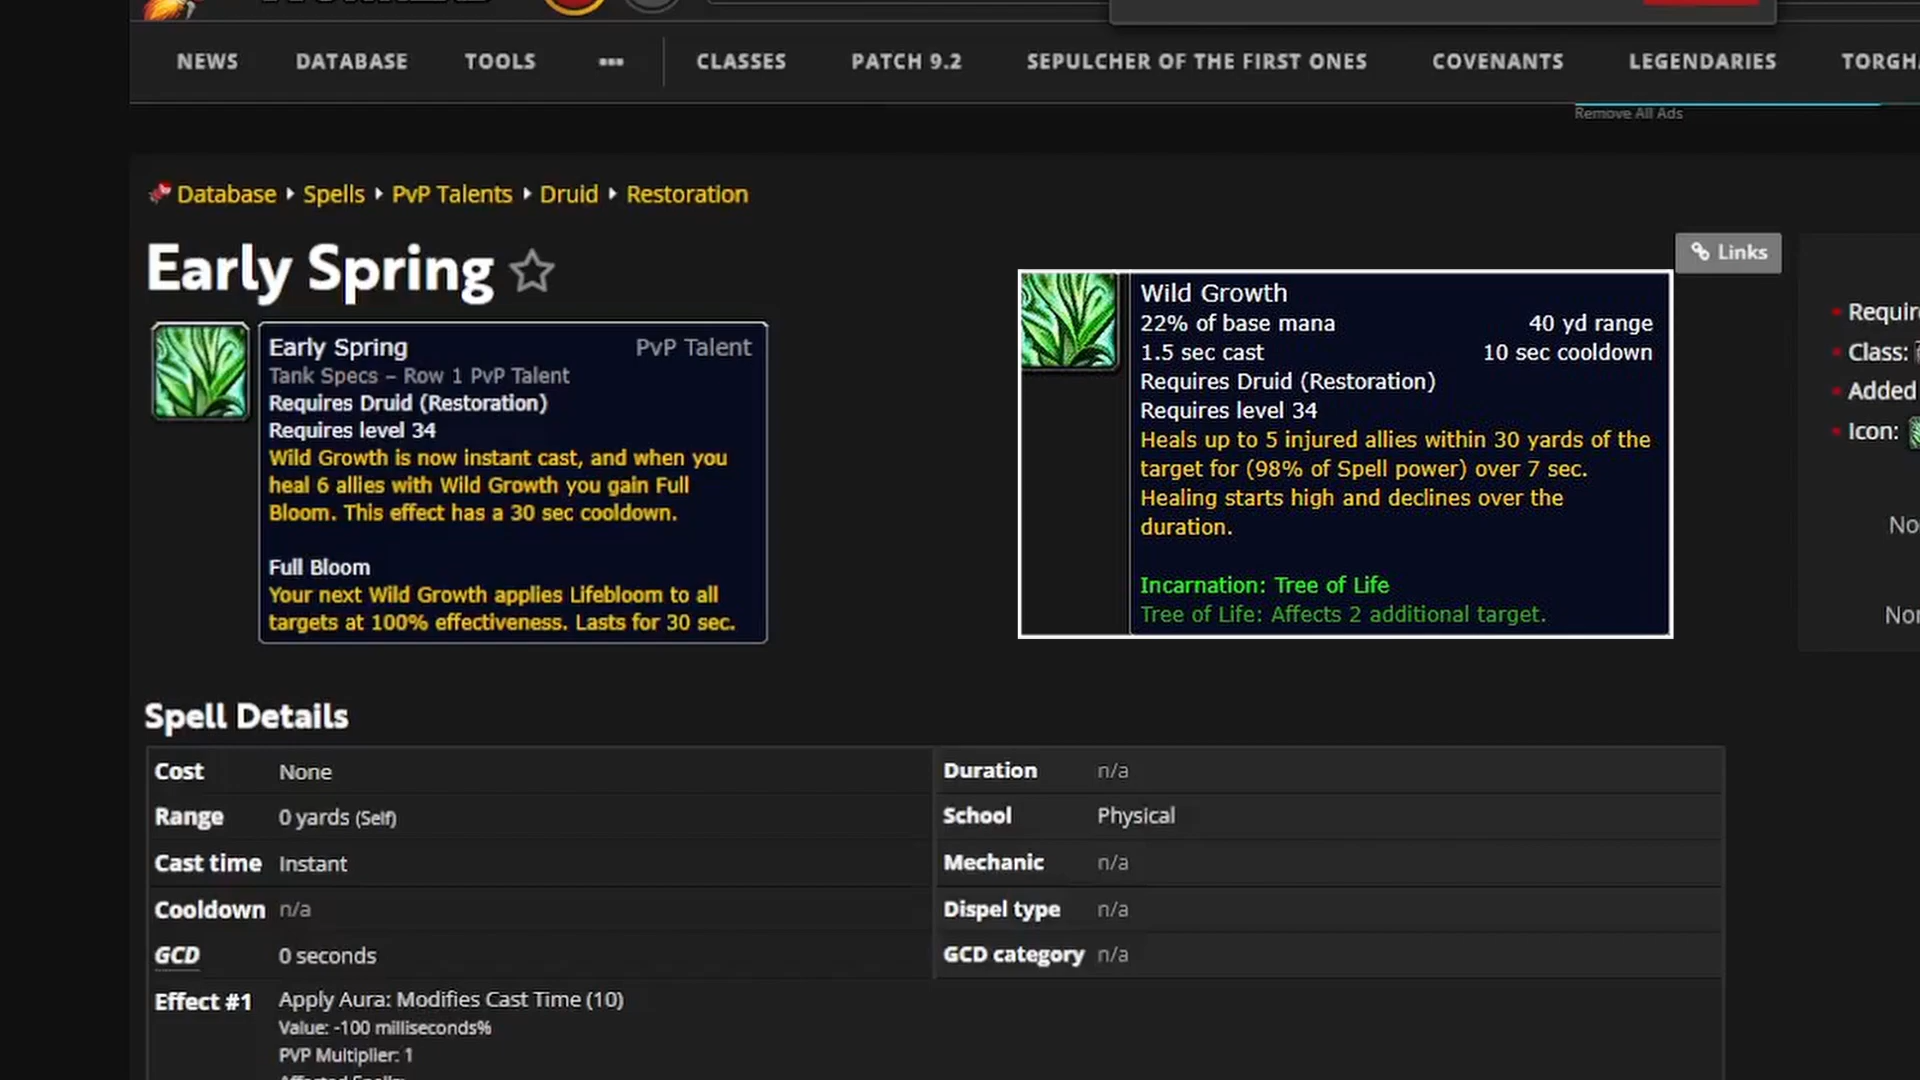 NEWS DATABASE TOOLS ••• CLASSES PATCH 9.2 SEPULCHER OF THE FIRST ONES COVENANTS LEGENDARIES
Remove All Ads
Database Spells PvP Talents Druid Restoration
Early Spring
Links
Early Spring PvP Talent
Tank Specs – Row 1 PvP Talent
Requires Druid (Restoration)
Requires level 34
Wild Growth is now instant cast, and when you
heal 6 allies with Wild Growth you gain Full
Bloom. This effect has a 30 sec cooldown.
Full Bloom
Your next Wild Growth applies Lifebloom to all
targets at 100% effectiveness. Lasts for 30 sec.
Wild Growth
22% of base mana 40 yd range
1.5 sec cast 10 sec cooldown
Requires Druid (Restoration)
Requires level 34
Heals up to 5 injured allies within 30 yards of the
target for (98% of Spell power) over 7 sec.
Healing starts high and declines over the
duration.
Incarnation: Tree of Life
Tree of Life: Affects 2 additional target.
Class:
Added
Icon:
Spell Details
Cost None Duration n/a
Range 0 yards (Self) School Physical
Cast time Instant Mechanic n/a
Cooldown n/a Dispel type n/a
GCD 0 seconds GCD category n/a
Effect #1 Apply Aura: Modifies Cast Time (10)
Value: -100 milliseconds%
PVP Multiplier: 1